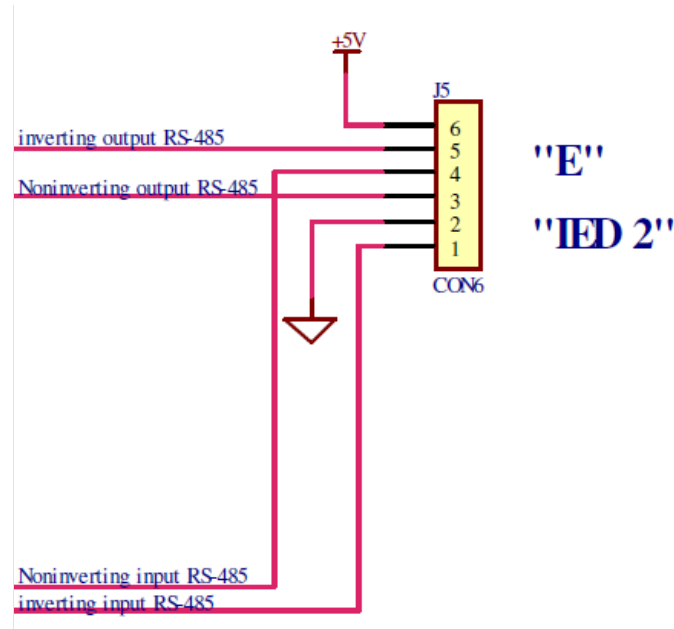 +5V
J5
6
inverting output RS-485
5
"E"
4
Noninverting output RS-485
3
2
"IED 2"
1
CON6
Noninverting input RS-485
inverting input RS-485